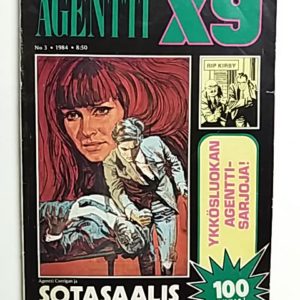 AGENTTI X9
No 3 • 1984 • 8:50
RIP KIRBY
YKKÖSLUOKAN
AGENTTI-
SARJOJA!
Agentti Corrigan ja
SOTASAALIS
100